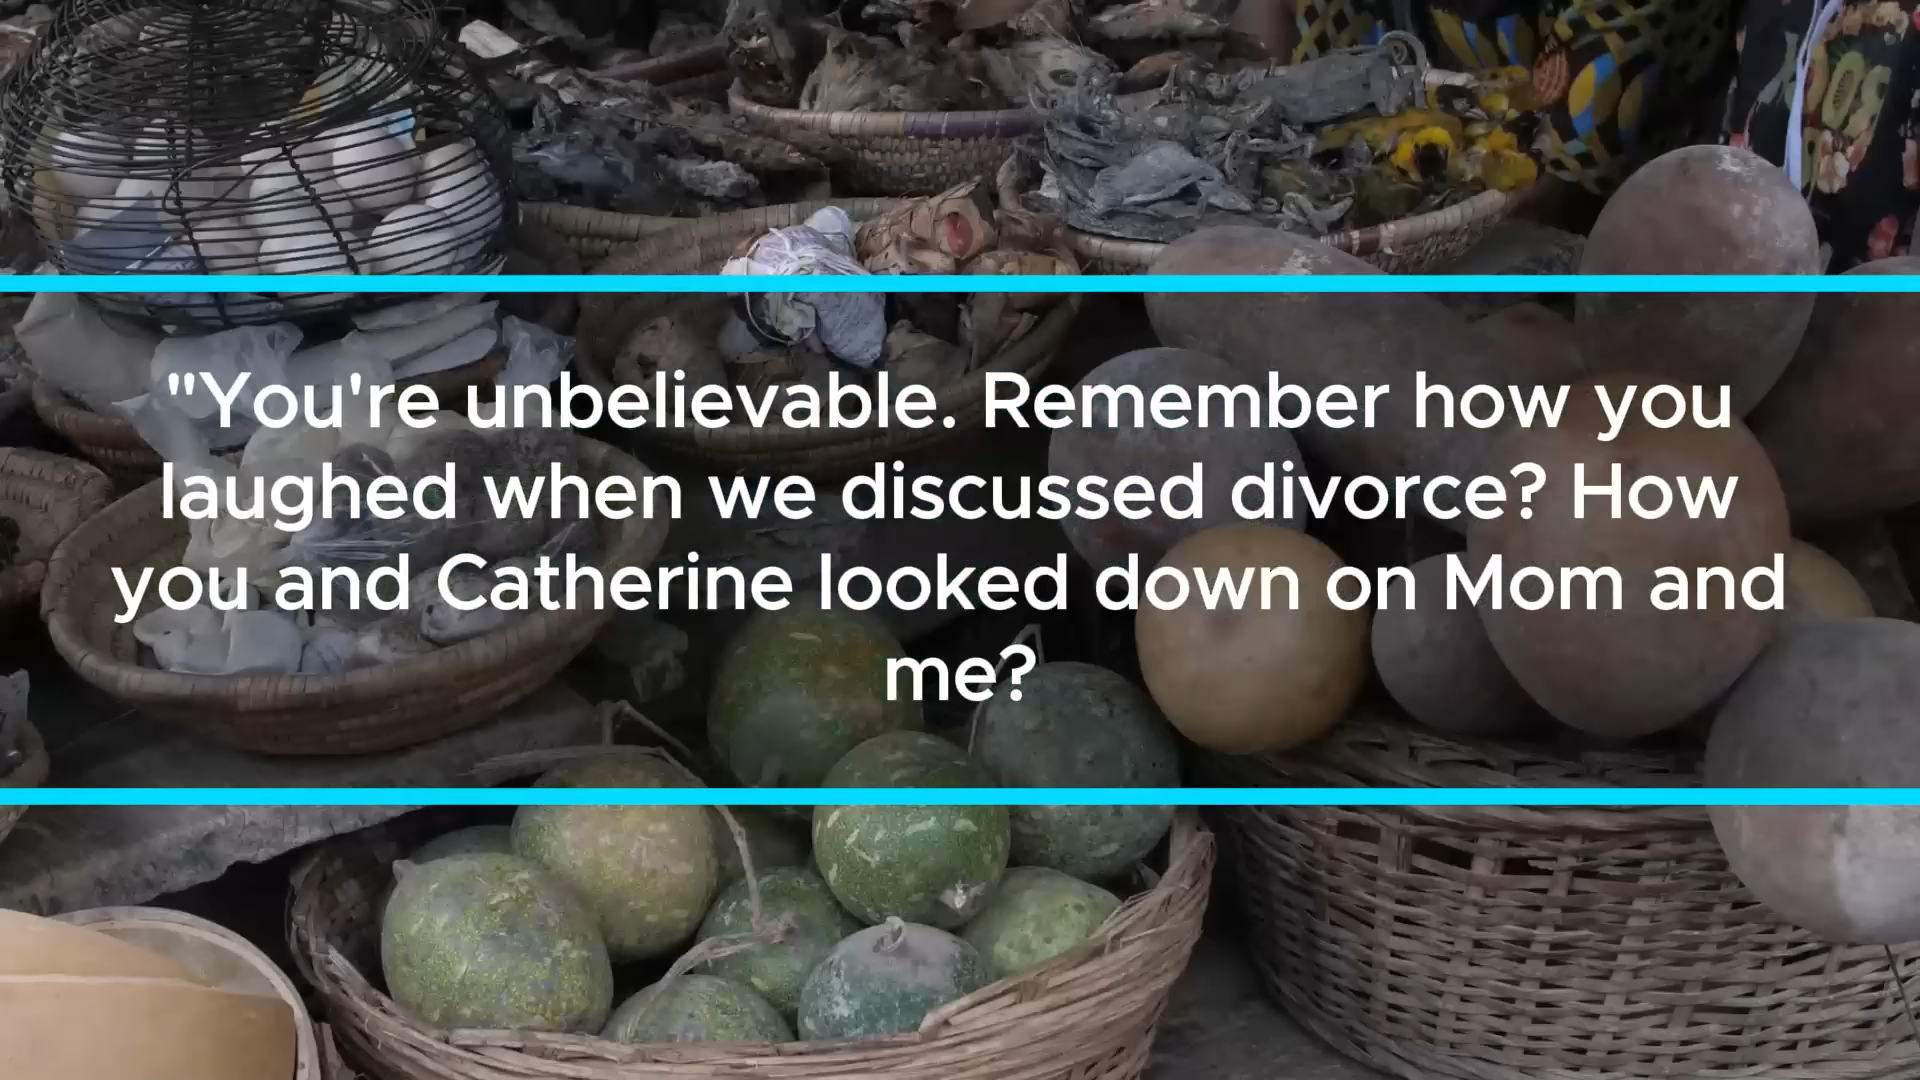 "You're unbelievable. Remember how you
laughed when we discussed divorce? How
you and Catherine looked down on Mom and
me?